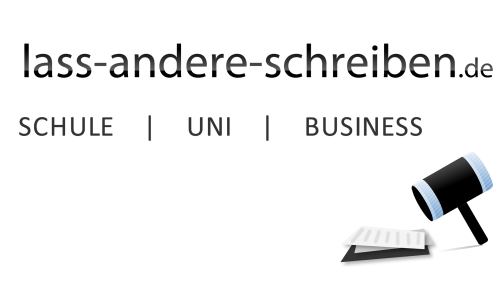 lass-andere-schreiben.de
SCHULE | UNI | BUSINESS